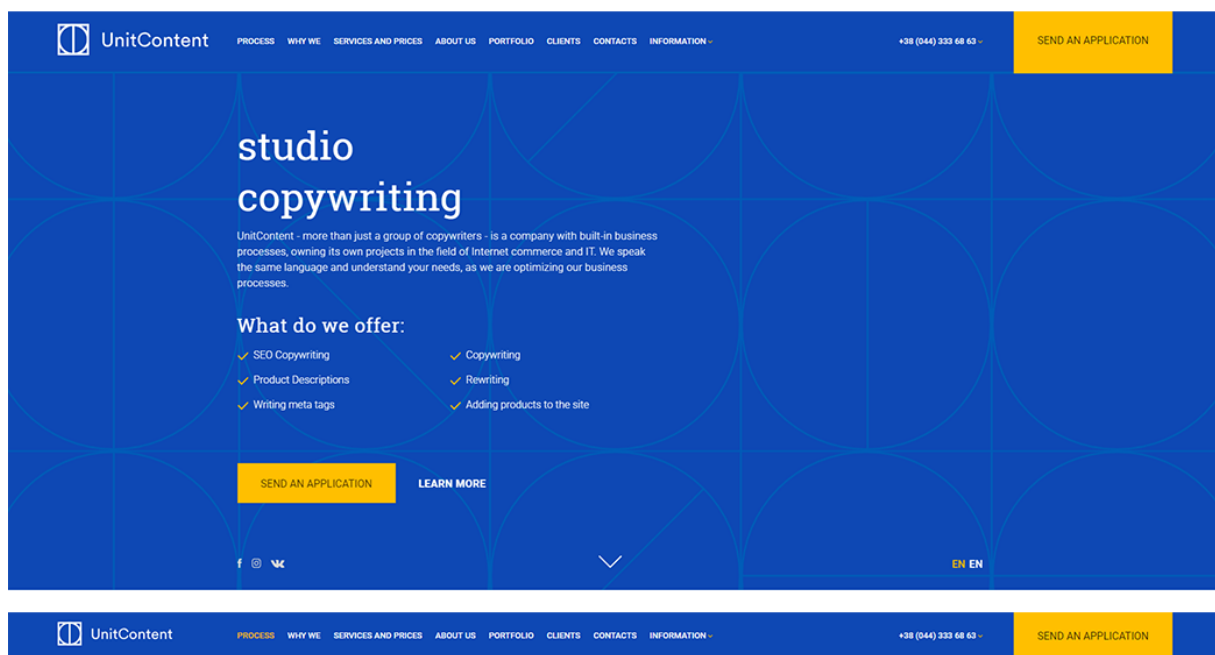 UnitContent PROCESS WHY WE SERVICES AND PRICES ABOUT US PORTFOLIO CLIENTS CONTACTS INFORMATION +38 (044) 333 68 63 SEND AN APPLICATION
studio
copywriting
UnitContent - more than just a group of copywriters - is a company with built-in business
processes, owning its own projects in the field of Internet commerce and IT. We speak
the same language and understand your needs, as we are optimizing our business
processes.
What do we offer:
SEO Copywriting Copywriting
Product Descriptions Rewriting
Writing meta tags Adding products to the site
SEND AN APPLICATION LEARN MORE
EN EN
UnitContent PROCESS WHY WE SERVICES AND PRICES ABOUT US PORTFOLIO CLIENTS CONTACTS INFORMATION +38 (044) 333 68 63 SEND AN APPLICATION